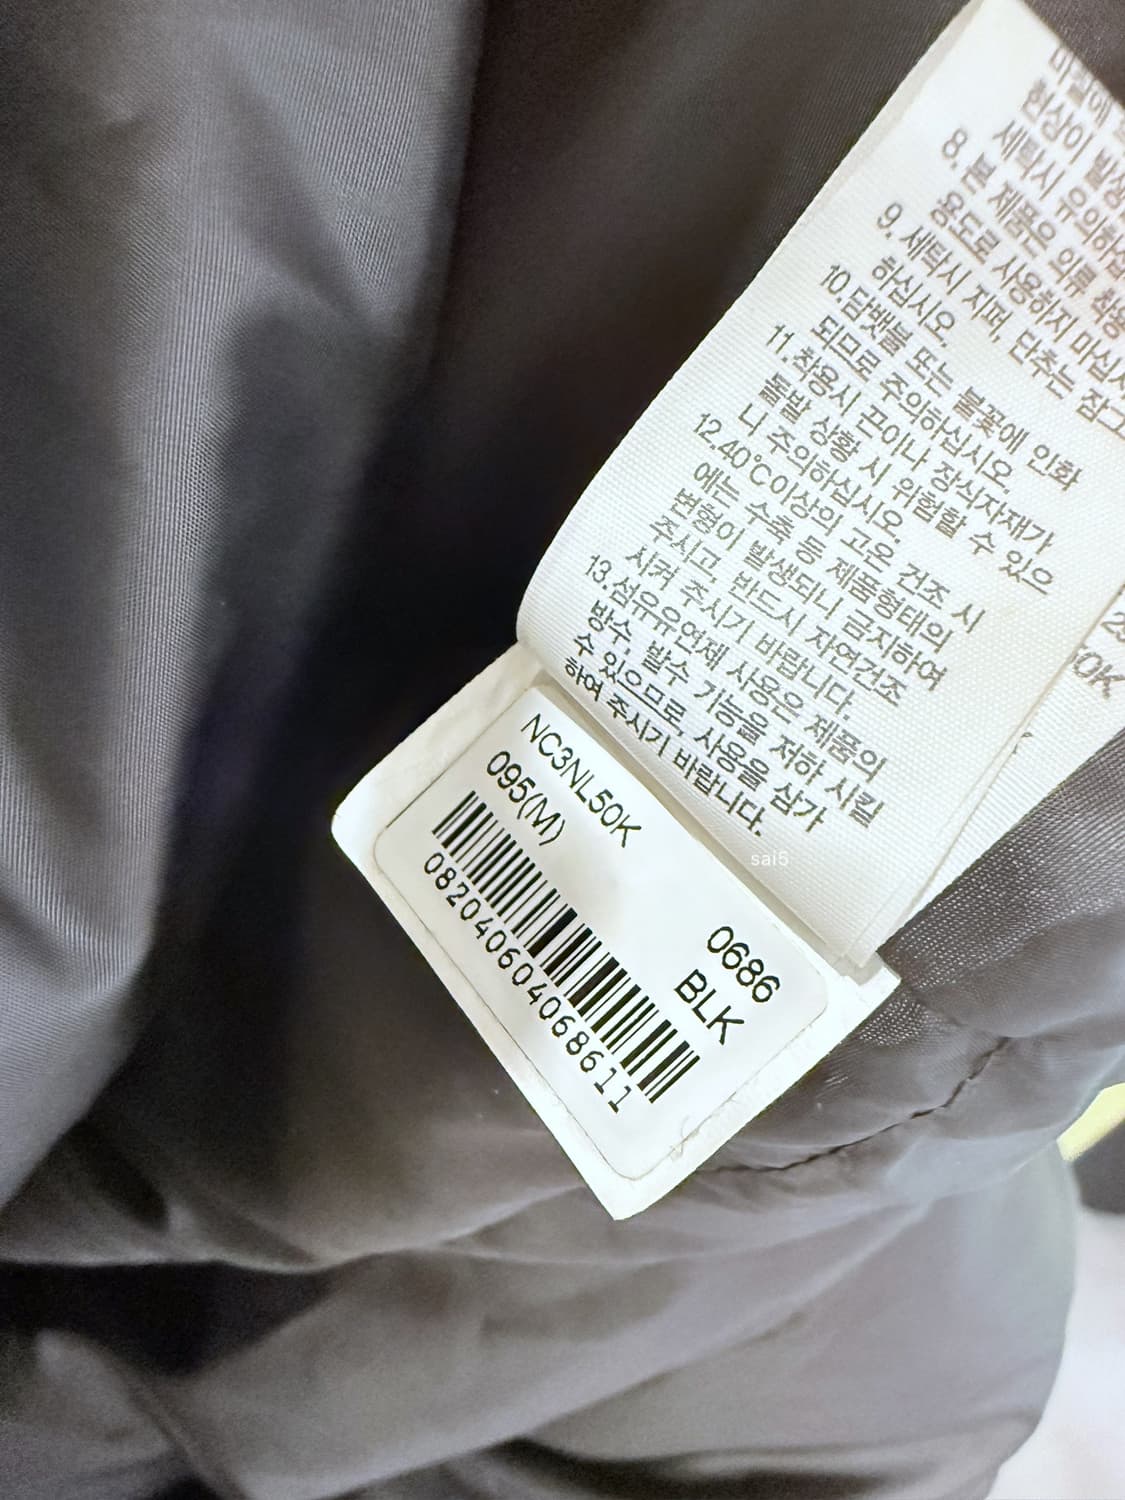 현상이 발생
세탁시 유의하십
8. 본 제품은 의류 착용
용도로 사용하지 마십시
9. 세탁시 지퍼, 단추는 잠그
하십시오.
10.담뱃불 또는 불꽃에 인화
되므로 주의하십시오.
11.착용시 끈이나 장식자재가
돌발 상황 시 위험할 수 있으
니 주의하십시오.
12.40℃이상의 고온 건조 시
에는 수축 등 제품형태의
변형이 발생되니 금지하여
주시고, 반드시 자연건조
시켜 주시기 바랍니다.
13.섬유유연제 사용은 제품의
방수, 발수 기능을 저하 시킬
수 있으므로, 사용을 삼가
하여 주시기 바랍니다.
NC3NL50K 0686
095(M) BLK
082040604068611
50K
sai5